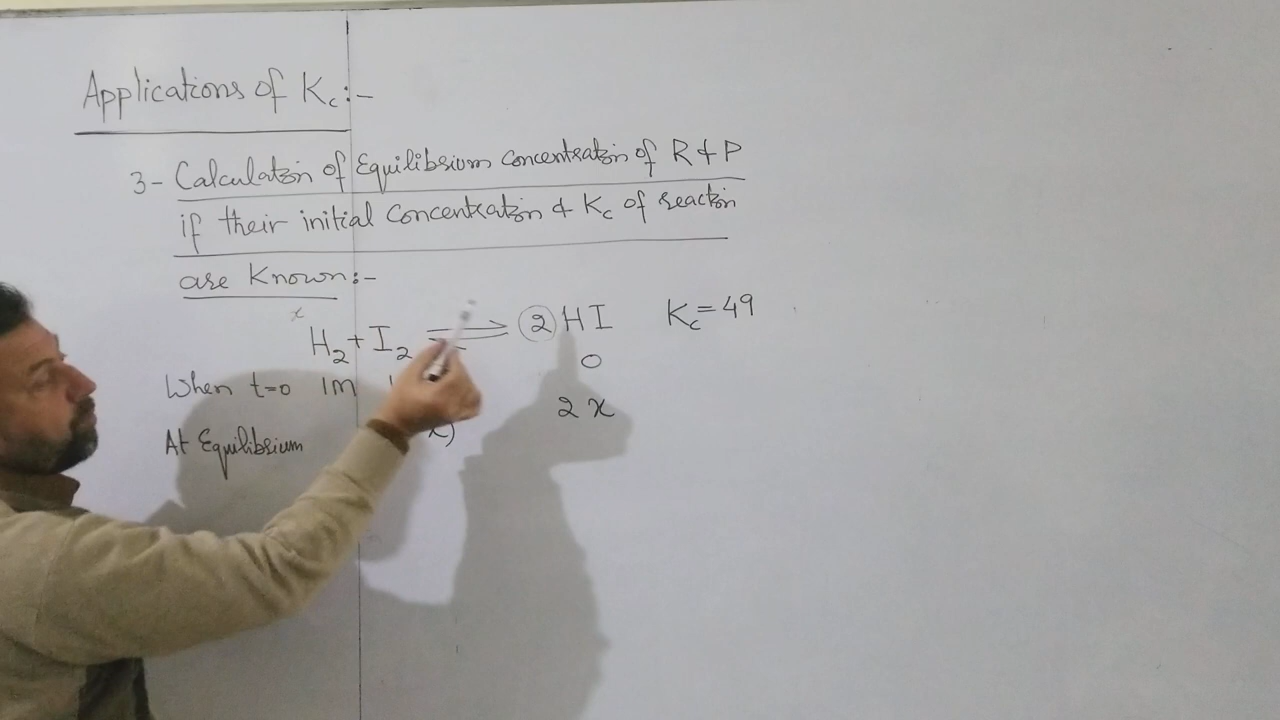 Applications of Kc:-
3- Calculation of Equilibrium Concentration of R & P
if their initial Concentration & Kc of reaction
are Known:-
x
H2 + I2 ⇌ 2HI Kc = 49
When t=0 1M 0
At Equilibrium x) 2x